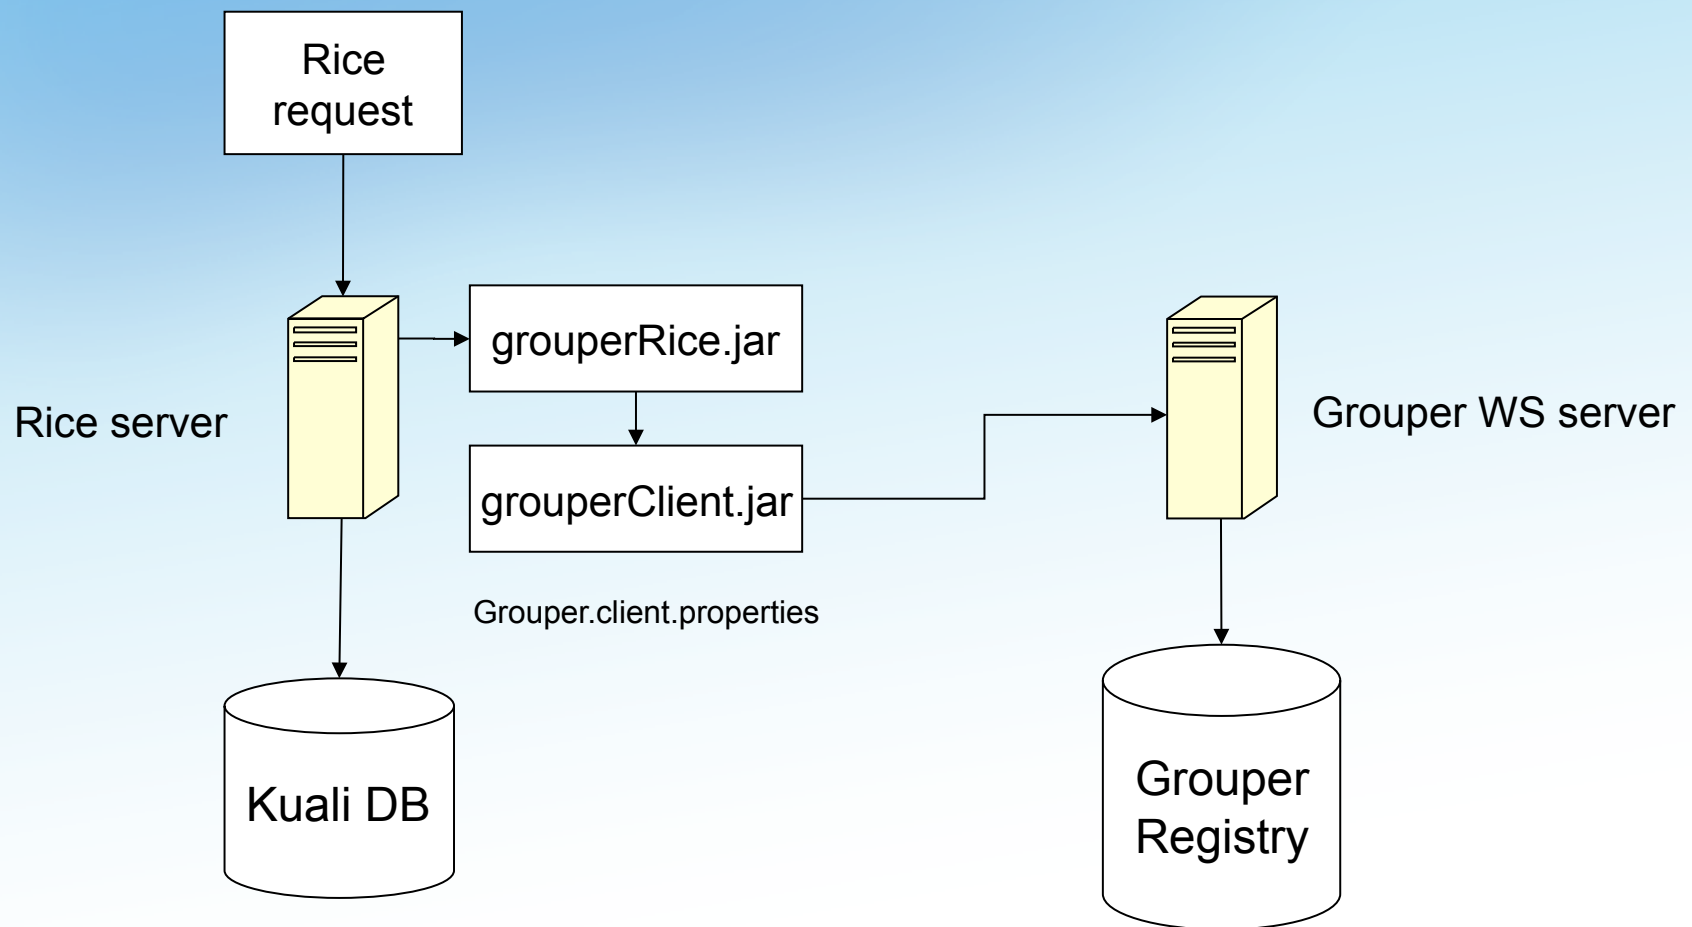 Rice
request
grouperRice.jar
Rice server
Grouper WS server
grouperClient.jar
Grouper.client.properties
Kuali DB
Grouper
Registry